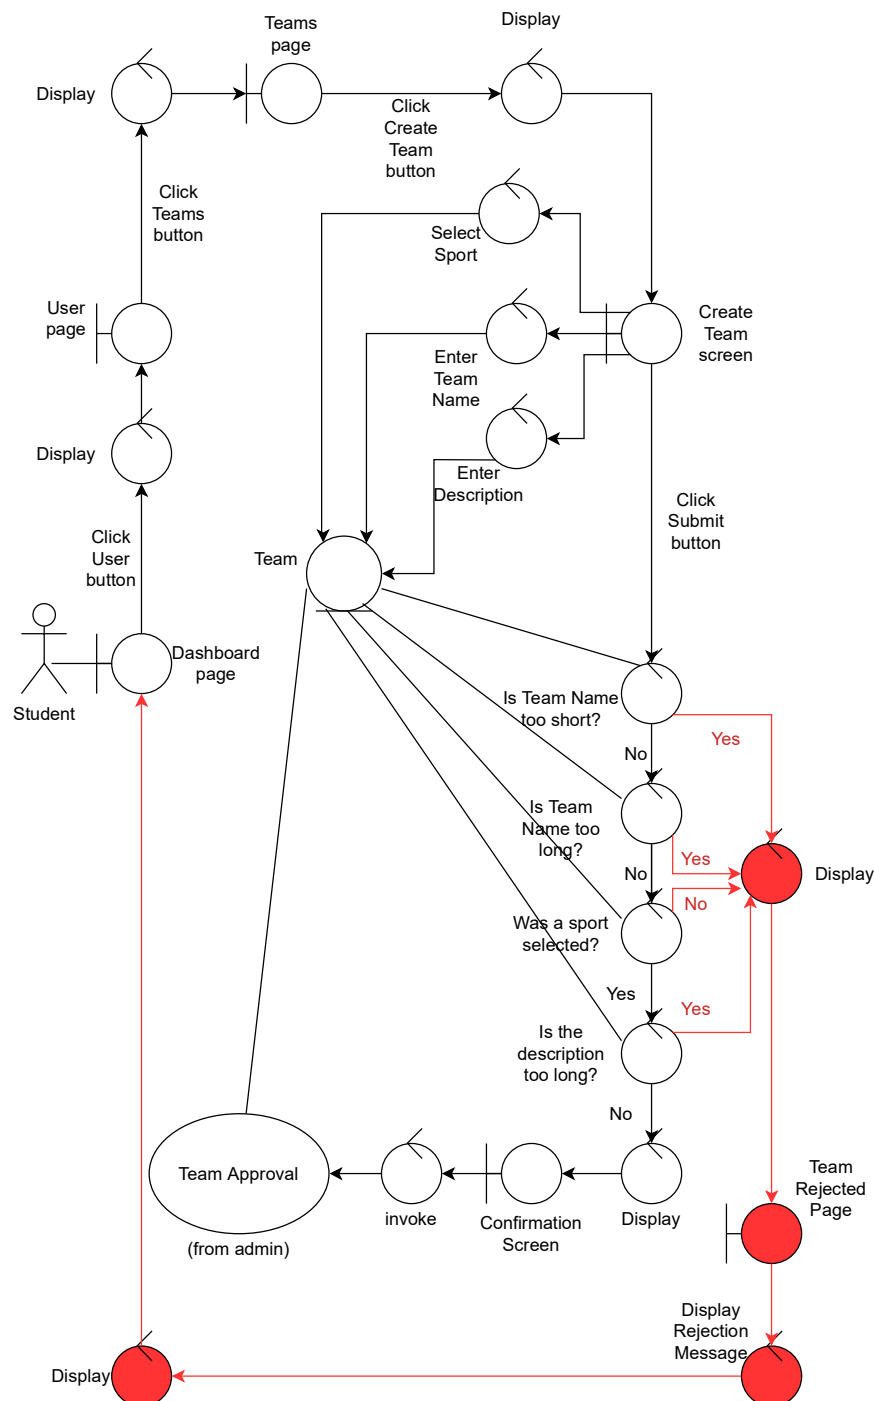 Teams
page
Display
Display
Click
Create
Team
button
Click
Teams
button
Select
Sport
User
page
Create
Team
screen
Enter
Team
Name
Display
Enter
Description
Click
Submit
button
Click
User
button
Team
Dashboard
page
Student
Is Team Name
too short?
Yes
No
Is Team
Name too
long?
Yes
No
Display
No
Was a sport
selected?
Yes
Yes
Is the
description
too long?
No
Team Approval
(from admin)
invoke
Confirmation
Screen
Display
Team
Rejected
Page
Display
Rejection
Message
Display